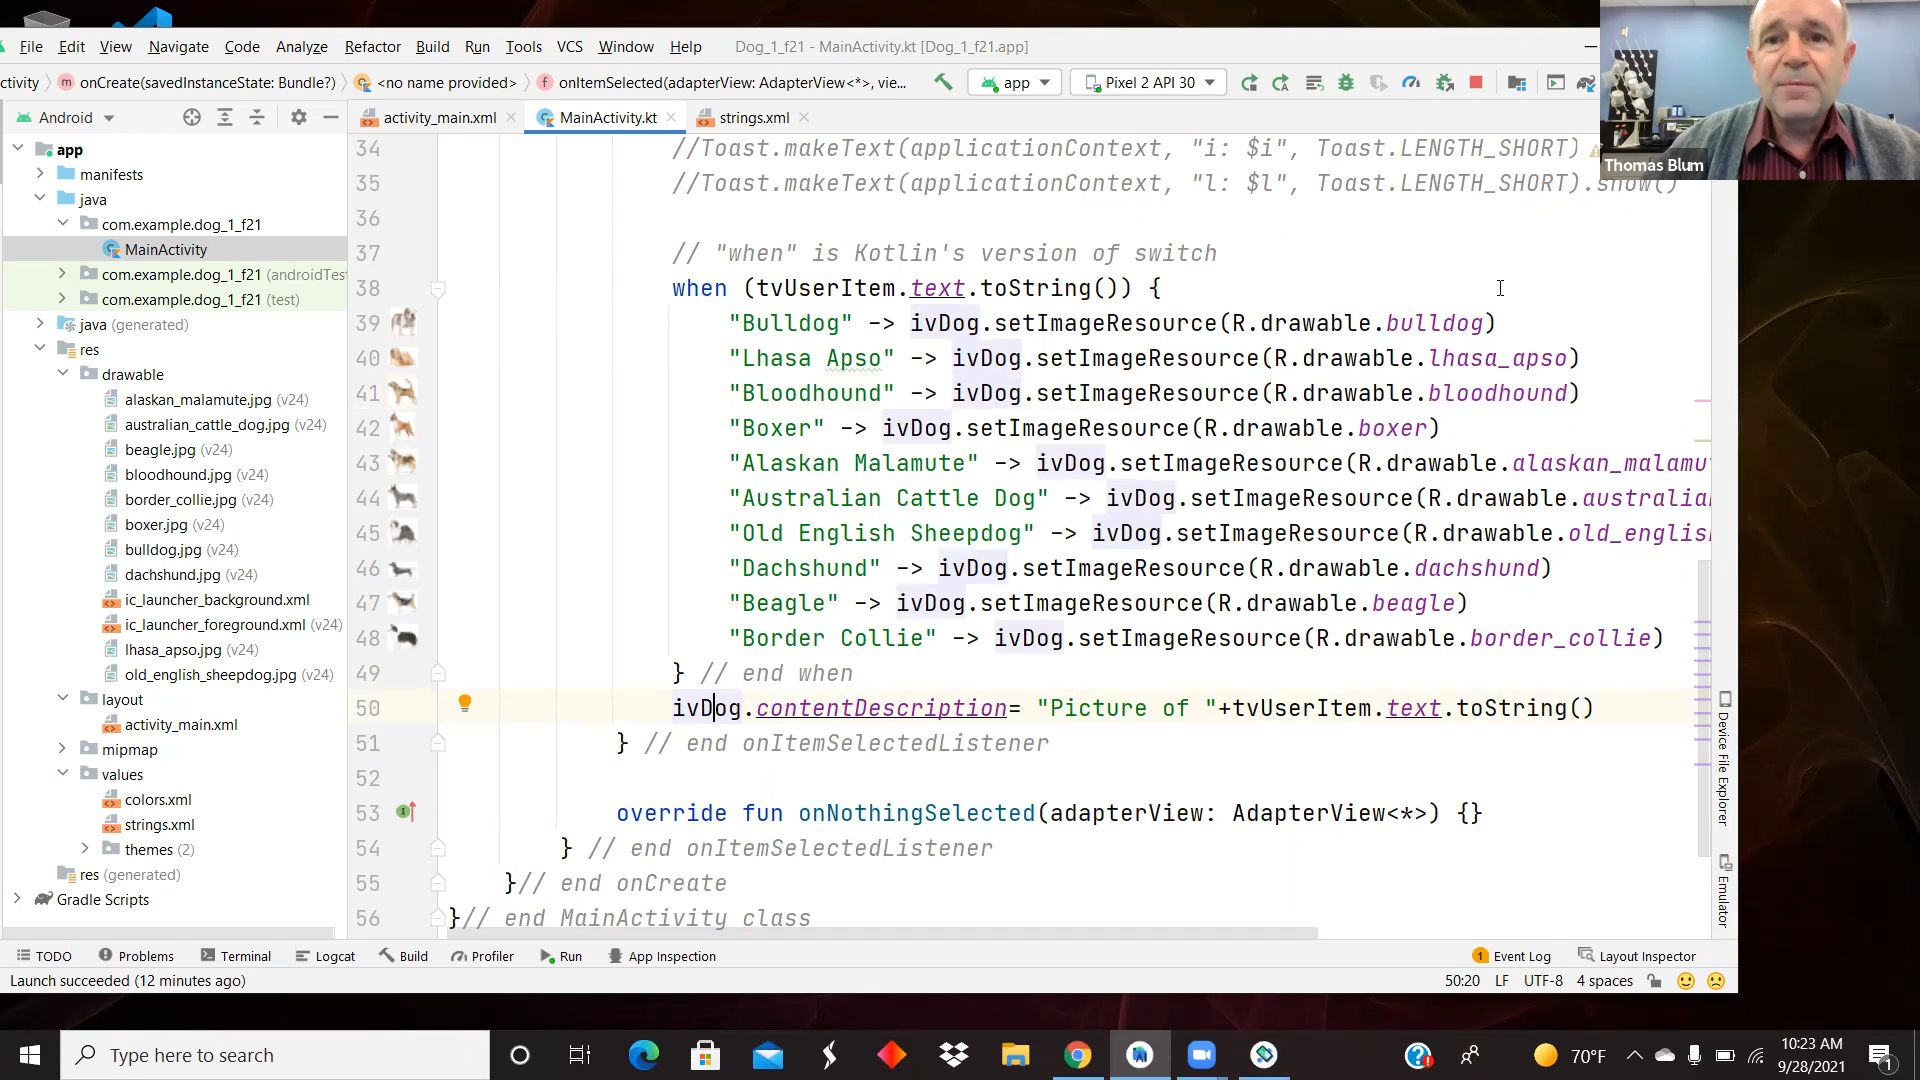 File Edit View Navigate Code Analyze Refactor Build Run Tools VCS Window Help Dog_1_f21 - MainActivity.kt [Dog_1_f21.app]
ctivity onCreate(savedInstanceState: Bundle?) <no name provided> onItemSelected(adapterView: AdapterView<*>, vie... app Pixel 2 API 30
Thomas Blum
Android
activity_main.xml MainActivity.kt strings.xml
app
manifests
java
com.example.dog_1_f21
MainActivity
com.example.dog_1_f21 (androidTest
com.example.dog_1_f21 (test)
java (generated)
res
drawable
alaskan_malamute.jpg (v24)
australian_cattle_dog.jpg (v24)
beagle.jpg (v24)
bloodhound.jpg (v24)
border_collie.jpg (v24)
boxer.jpg (v24)
bulldog.jpg (v24)
dachshund.jpg (v24)
ic_launcher_background.xml
ic_launcher_foreground.xml (v24)
lhasa_apso.jpg (v24)
old_english_sheepdog.jpg (v24)
layout
activity_main.xml
mipmap
values
colors.xml
strings.xml
themes (2)
res (generated)
Gradle Scripts
34 //Toast.makeText(applicationContext, "i: $i", Toast.LENGTH_SHORT)
35 //Toast.makeText(applicationContext, "l: $l", Toast.LENGTH_SHORT).show()
36
37 // "when" is Kotlin's version of switch
38 when (tvUserItem.text.toString()) {
39 "Bulldog" -> ivDog.setImageResource(R.drawable.bulldog)
40 "Lhasa Apso" -> ivDog.setImageResource(R.drawable.lhasa_apso)
41 "Bloodhound" -> ivDog.setImageResource(R.drawable.bloodhound)
42 "Boxer" -> ivDog.setImageResource(R.drawable.boxer)
43 "Alaskan Malamute" -> ivDog.setImageResource(R.drawable.alaskan_malamu
44 "Australian Cattle Dog" -> ivDog.setImageResource(R.drawable.australia
45 "Old English Sheepdog" -> ivDog.setImageResource(R.drawable.old_englis
46 "Dachshund" -> ivDog.setImageResource(R.drawable.dachshund)
47 "Beagle" -> ivDog.setImageResource(R.drawable.beagle)
48 "Border Collie" -> ivDog.setImageResource(R.drawable.border_collie)
49 } // end when
50 ivDog.contentDescription= "Picture of "+tvUserItem.text.toString()
51 } // end onItemSelectedListener
52
53 override fun onNothingSelected(adapterView: AdapterView<*>) {}
54 } // end onItemSelectedListener
55 }// end onCreate
56 }// end MainActivity class
Device File Explorer
Emulator
TODO Problems Terminal Logcat Build Profiler Run App Inspection 1 Event Log Layout Inspector
Launch succeeded (12 minutes ago) 50:20 LF UTF-8 4 spaces
Type here to search 70°F 10:23 AM
9/28/2021 1